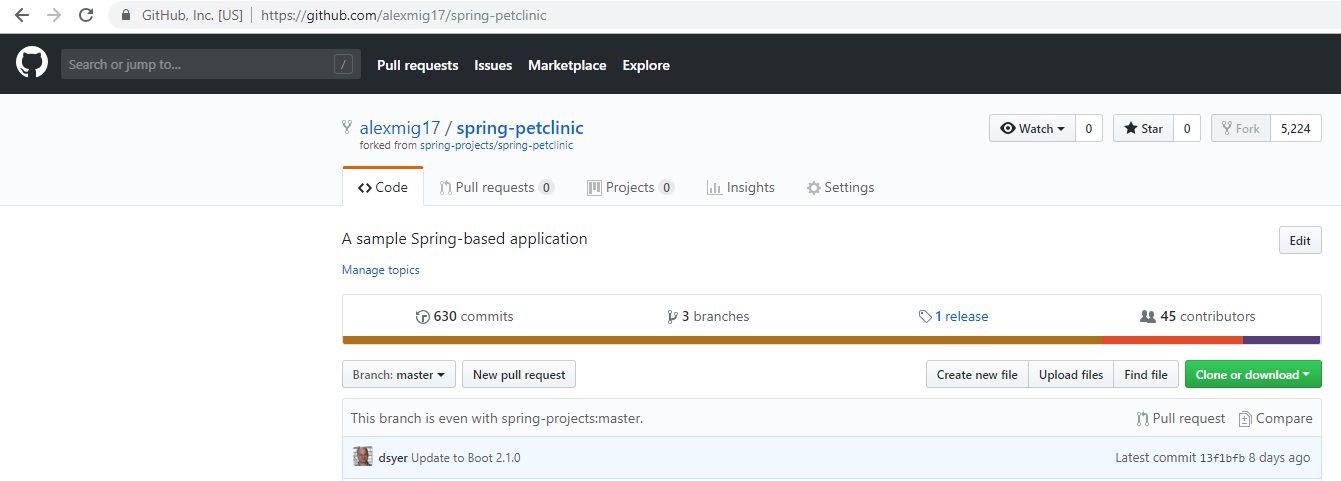 GitHub, Inc. [US] | https://github.com/alexmig17/spring-petclinic
Search or jump to... / Pull requests Issues Marketplace Explore
alexmig17 / spring-petclinic Watch 0 Star 0 Fork 5,224
forked from spring-projects/spring-petclinic
<> Code Pull requests 0 Projects 0 Insights Settings
A sample Spring-based application Edit
Manage topics
630 commits 3 branches 1 release 45 contributors
Branch: master New pull request Create new file Upload files Find file Clone or download
This branch is even with spring-projects:master. Pull request Compare
dsyer Update to Boot 2.1.0 Latest commit 13f1bfb 8 days ago